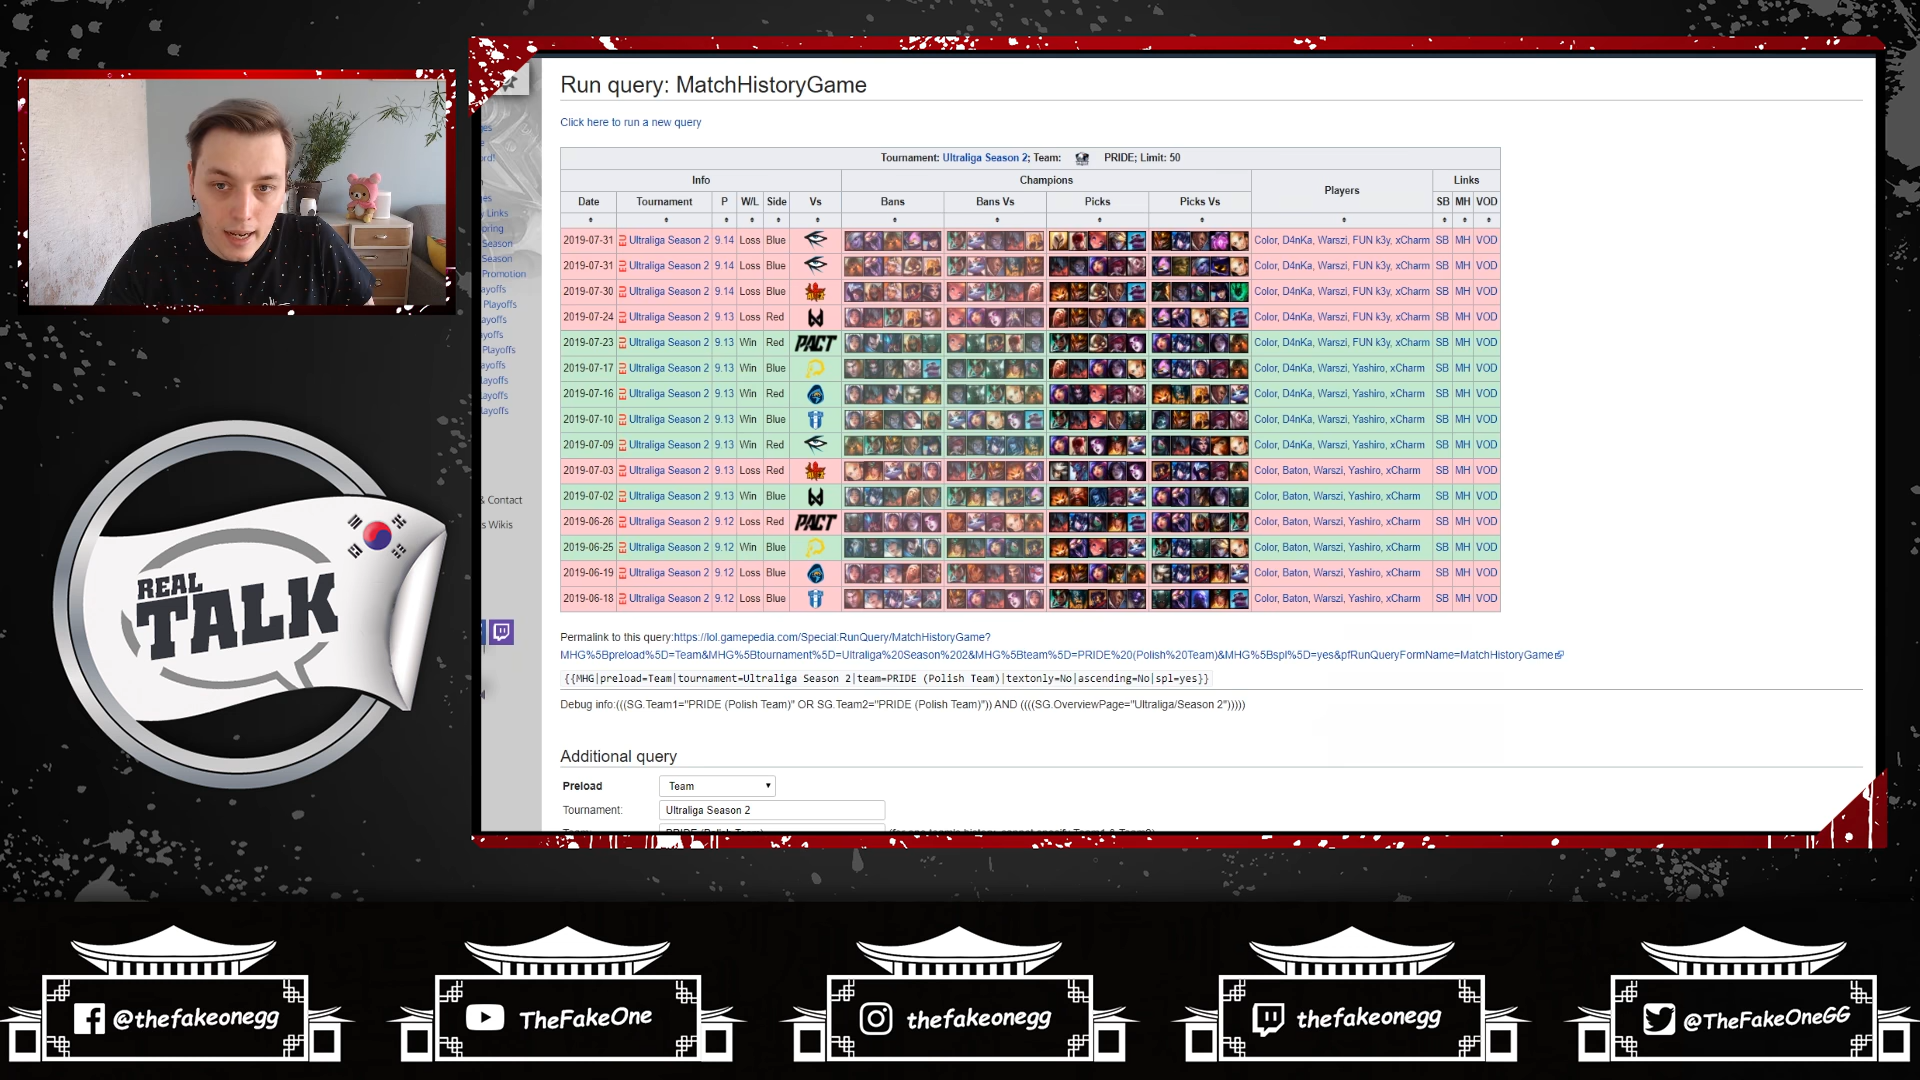 Run query: MatchHistoryGame
Click here to run a new query
Tournament: Ultraliga Season 2; Team: PRIDE; Limit: 50
Info Champions Players Links
Date Tournament P W/L Side Vs Bans Bans Vs Picks Picks Vs SB MH VOD
2019-07-31 Ultraliga Season 2 9.14 Loss Blue Color, D4nKa, Warszi, FUN k3y, xCharm SB MH VOD
2019-07-31 Ultraliga Season 2 9.14 Loss Blue Color, D4nKa, Warszi, FUN k3y, xCharm SB MH VOD
2019-07-30 Ultraliga Season 2 9.14 Loss Blue Color, D4nKa, Warszi, FUN k3y, xCharm SB MH VOD
2019-07-24 Ultraliga Season 2 9.13 Loss Red Color, D4nKa, Warszi, FUN k3y, xCharm SB MH VOD
2019-07-23 Ultraliga Season 2 9.13 Win Red PACT Color, D4nKa, Warszi, FUN k3y, xCharm SB MH VOD
2019-07-17 Ultraliga Season 2 9.13 Win Blue Color, D4nKa, Warszi, Yashiro, xCharm SB MH VOD
2019-07-16 Ultraliga Season 2 9.13 Win Red Color, D4nKa, Warszi, Yashiro, xCharm SB MH VOD
2019-07-10 Ultraliga Season 2 9.13 Win Blue Color, D4nKa, Warszi, Yashiro, xCharm SB MH VOD
2019-07-09 Ultraliga Season 2 9.13 Win Red Color, D4nKa, Warszi, Yashiro, xCharm SB MH VOD
2019-07-03 Ultraliga Season 2 9.13 Loss Red Color, Baton, Warszi, Yashiro, xCharm SB MH VOD
2019-07-02 Ultraliga Season 2 9.13 Win Blue Color, Baton, Warszi, Yashiro, xCharm SB MH VOD
2019-06-26 Ultraliga Season 2 9.12 Loss Red PACT Color, Baton, Warszi, Yashiro, xCharm SB MH VOD
2019-06-25 Ultraliga Season 2 9.12 Win Blue Color, Baton, Warszi, Yashiro, xCharm SB MH VOD
2019-06-19 Ultraliga Season 2 9.12 Loss Blue Color, Baton, Warszi, Yashiro, xCharm SB MH VOD
2019-06-18 Ultraliga Season 2 9.12 Loss Blue Color, Baton, Warszi, Yashiro, xCharm SB MH VOD
Permalink to this query:https://lol.gamepedia.com/Special:RunQuery/MatchHistoryGame?
MHG%5Bpreload%5D=Team&MHG%5Btournament%5D=Ultraliga%20Season%202&MHG%5Bteam%5D=PRIDE%20(Polish%20Team)&MHG%5Bspl%5D=yes&pfRunQueryFormName=MatchHistoryGame
{{MHG|preload=Team|tournament=Ultraliga Season 2|team=PRIDE (Polish Team)|textonly=No|ascending=No|spl=yes}}
Debug info:(((SG.Team1="PRIDE (Polish Team)" OR SG.Team2="PRIDE (Polish Team)")) AND ((((SG.OverviewPage="Ultraliga/Season 2")))))
Additional query
Preload Team
Tournament: Ultraliga Season 2
Links
Season
Season
Promotion
Playoffs
Playoffs
& Contact
Wikis
REAL
TALK
@thefakeonegg
TheFakeOne
thefakeonegg
thefakeonegg
@TheFakeOneGG